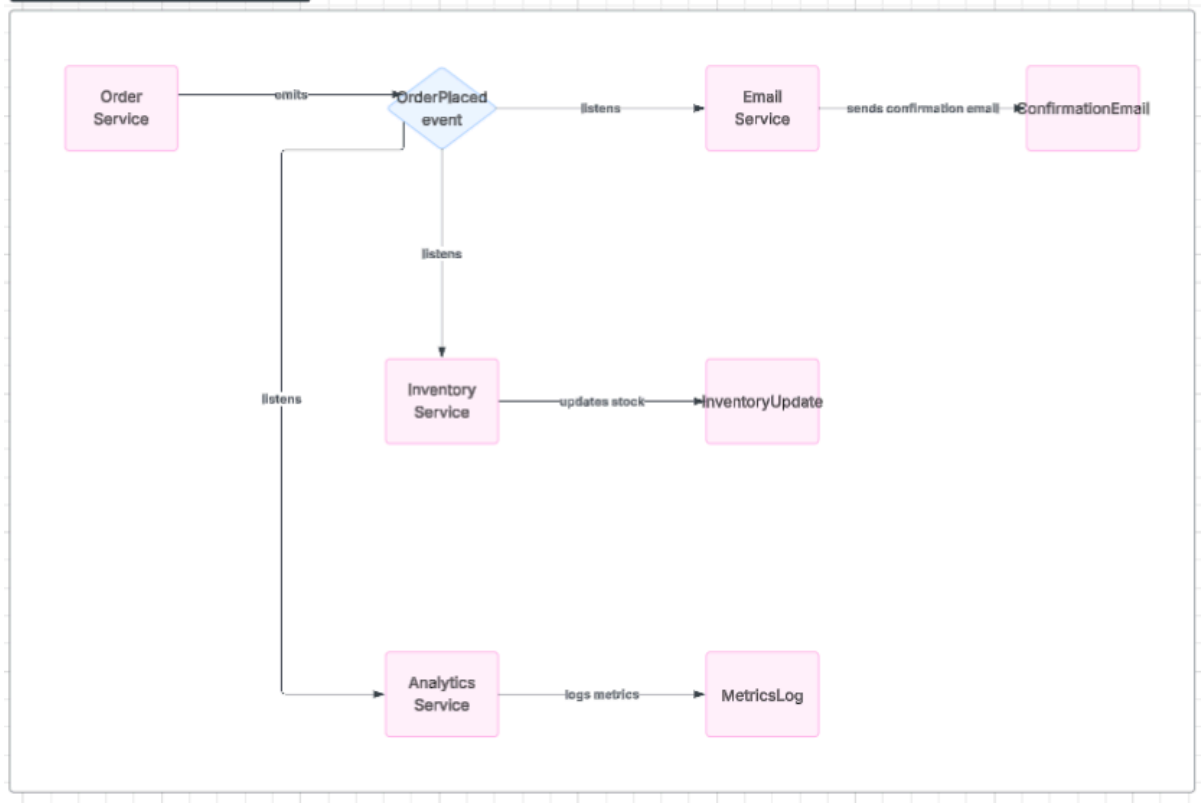 Order
Service
emits
OrderPlaced
event
listens
Email
Service
sends confirmation email
ConfirmationEmail
listens
Inventory
Service
updates stock
InventoryUpdate
listens
Analytics
Service
logs metrics
MetricsLog